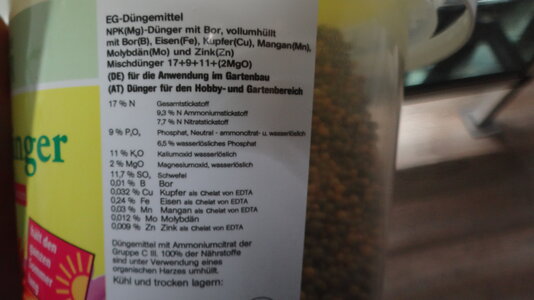 EG-Düngemittel
NPK(Mg)-Dünger mit Bor, vollumhüllt
mit Bor(B), Eisen(Fe), Kupfer(Cu), Mangan(Mn),
Molybdän(Mo) und Zink(Zn)
Mischdünger 17+9+11+(2MgO)
(DE) für die Anwendung im Gartenbau
(AT) Dünger für den Hobby- und Gartenbereich
17 % N Gesamtstickstoff
9,3 % N Ammoniumstickstoff
7,7 % N Nitratstickstoff
9 % P₂O₅ Phosphat, Neutral - ammoncitrat- u. wasserlöslich
6,5 % wasserlösliches Phosphat
11 % K₂O Kaliumoxid wasserlöslich
2 % MgO Magnesiumoxid, wasserlöslich
11,7 % SO₃ Schwefel
0,01 % B Bor
0,032 % Cu Kupfer als Chelat von EDTA
0,24 % Fe Eisen als Chelat von EDTA
0,03 % Mn Mangan als Chelat von EDTA
0,012 % Mo Molybdän
0,009 % Zn Zink als Chelat von EDTA
Düngemittel mit Ammoniumcitrat der
Gruppe C III. 100% der Nährstoffe
sind unter Verwendung eines
organischen Harzes umhüllt.
Kühl und trocken lagern:
nger
hält den
ganzen